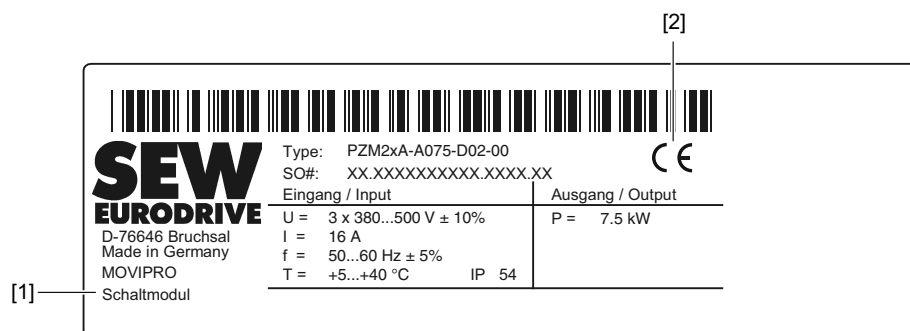 [2]
SEW
EURODRIVE
D-76646 Bruchsal
Made in Germany
MOVIPRO
[1] Schaltmodul
Type: PZM2xA-A075-D02-00
SO#: XX.XXXXXXXXXX.XXXX.XX
CE
Eingang / Input
U = 3 x 380...500 V ± 10%
I = 16 A
f = 50...60 Hz ± 5%
T = +5...+40 °C IP 54
Ausgang / Output
P = 7.5 kW